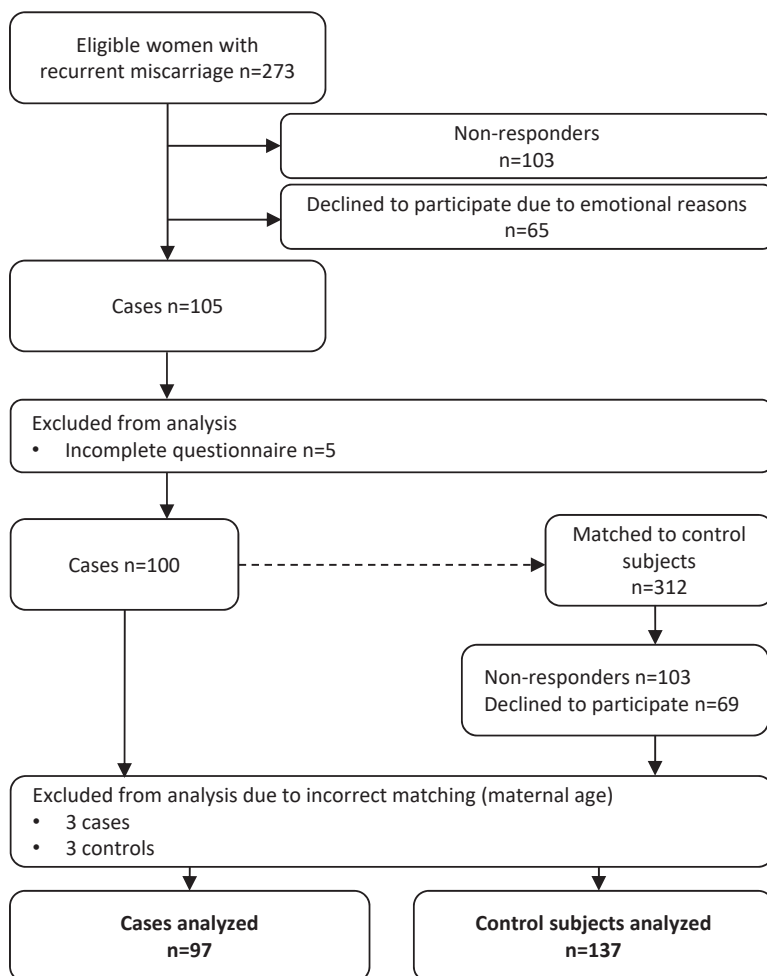 Eligible women with
recurrent miscarriage n=273
Non-responders
n=103
Declined to participate due to emotional reasons
n=65
Cases n=105
Excluded from analysis
• Incomplete questionnaire n=5
Cases n=100
Matched to control
subjects
n=312
Non-responders n=103
Declined to participate n=69
Excluded from analysis due to incorrect matching (maternal age)
• 3 cases
• 3 controls
Cases analyzed
n=97
Control subjects analyzed
n=137